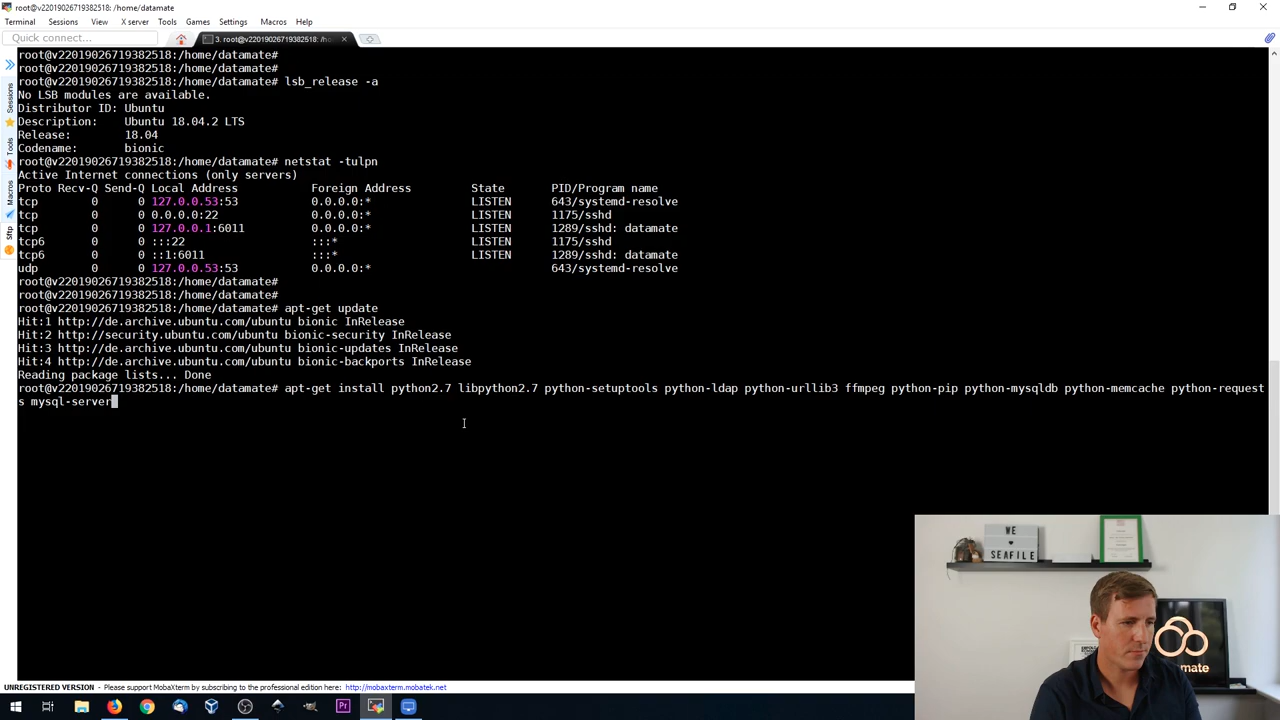 root@v22019026719382518: /home/datamate
Terminal Sessions View X server Tools Games Settings Macros Help
Quick connect...
3. root@v22019026719382518: /h
root@v22019026719382518:/home/datamate#
root@v22019026719382518:/home/datamate#
root@v22019026719382518:/home/datamate# lsb_release -a
No LSB modules are available.
Distributor ID: Ubuntu
Description: Ubuntu 18.04.2 LTS
Release: 18.04
Codename: bionic
root@v22019026719382518:/home/datamate# netstat -tulpn
Active Internet connections (only servers)
Proto Recv-Q Send-Q Local Address Foreign Address State PID/Program name
tcp 0 0 127.0.0.53:53 0.0.0.0:* LISTEN 643/systemd-resolve
tcp 0 0 0.0.0.0:22 0.0.0.0:* LISTEN 1175/sshd
tcp 0 0 127.0.0.1:6011 0.0.0.0:* LISTEN 1289/sshd: datamate
tcp6 0 0 :::22 :::* LISTEN 1175/sshd
tcp6 0 0 ::1:6011 :::* LISTEN 1289/sshd: datamate
udp 0 0 127.0.0.53:53 0.0.0.0:* 643/systemd-resolve
root@v22019026719382518:/home/datamate#
root@v22019026719382518:/home/datamate#
root@v22019026719382518:/home/datamate# apt-get update
Hit:1 http://de.archive.ubuntu.com/ubuntu bionic InRelease
Hit:2 http://security.ubuntu.com/ubuntu bionic-security InRelease
Hit:3 http://de.archive.ubuntu.com/ubuntu bionic-updates InRelease
Hit:4 http://de.archive.ubuntu.com/ubuntu bionic-backports InRelease
Reading package lists... Done
root@v22019026719382518:/home/datamate# apt-get install python2.7 libpython2.7 python-setuptools python-ldap python-urllib3 ffmpeg python-pip python-mysqldb python-memcache python-request
s mysql-server
Sessions
Tools
Macros
Sftp
WE
SEAFILE
mate
UNREGISTERED VERSION - Please support MobaXterm by subscribing to the professional edition here: http://mobaxterm.mobatek.net
Pr